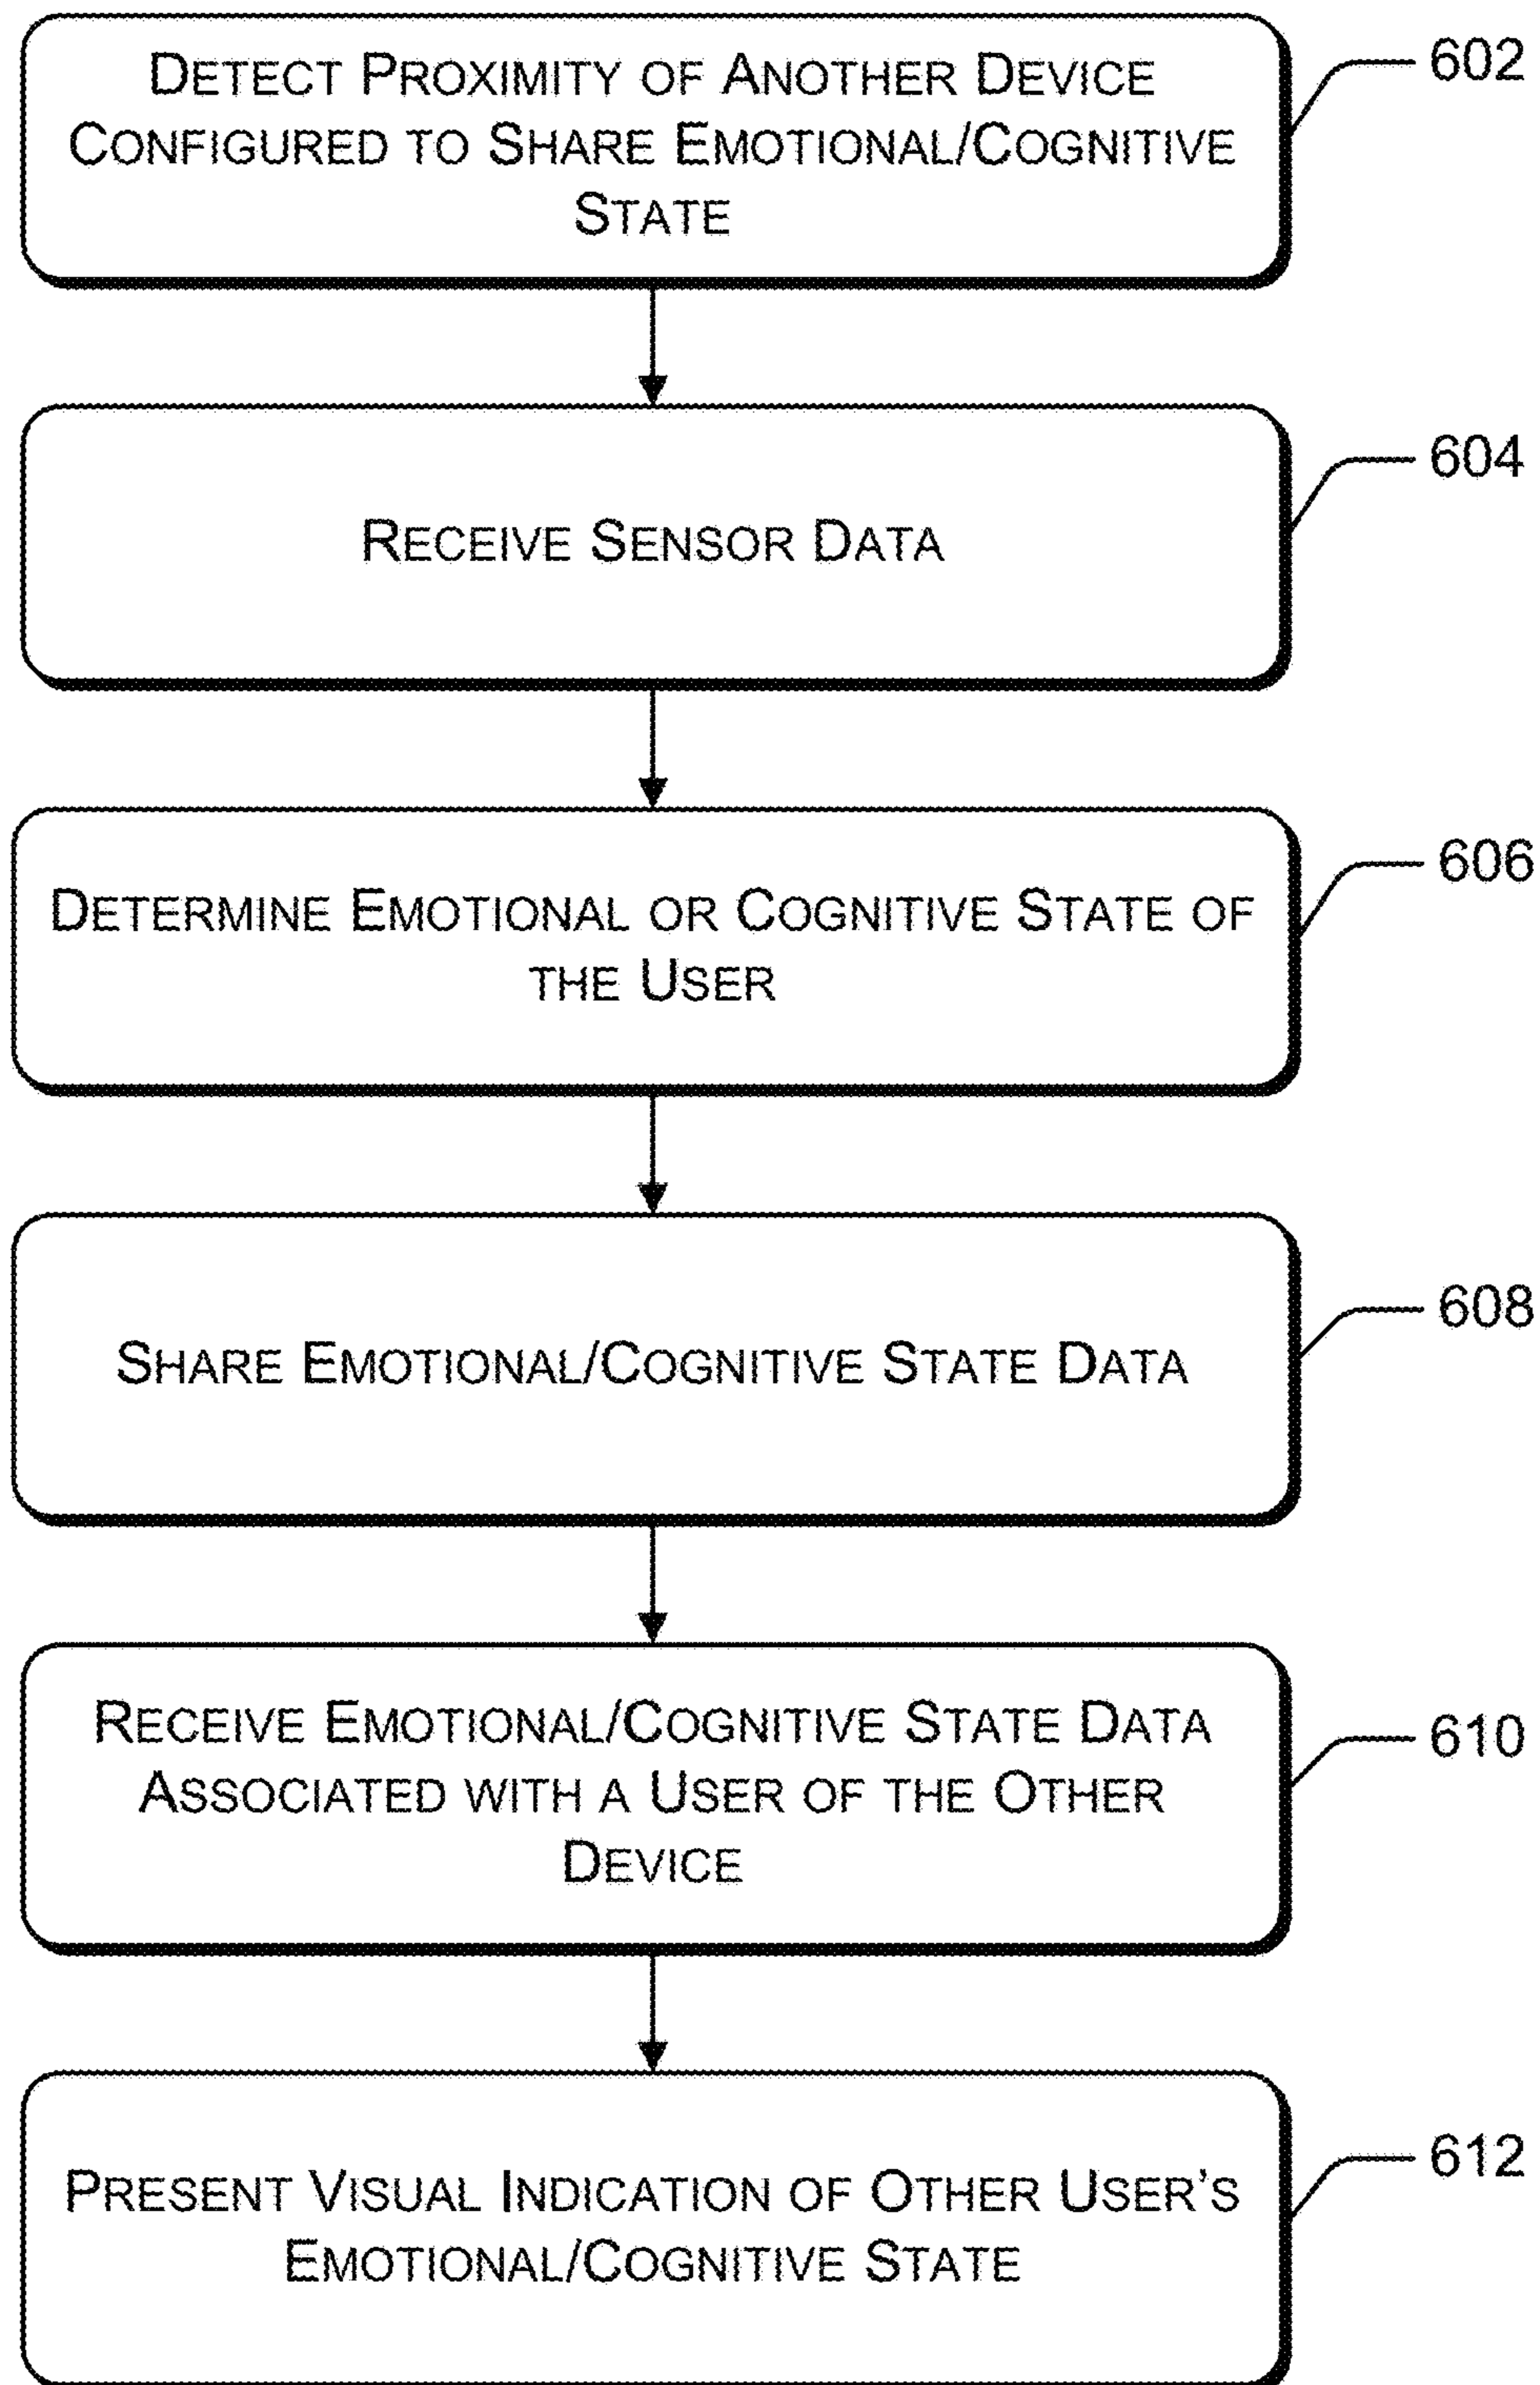 Detect Proximity of Another Device
Configured to Share Emotional/Cognitive
State
602
Receive Sensor Data
604
Determine Emotional or Cognitive State of
the User
606
Share Emotional/Cognitive State Data
608
Receive Emotional/Cognitive State Data
Associated with a User of the Other
Device
610
Present Visual Indication of Other User's
Emotional/Cognitive State
612